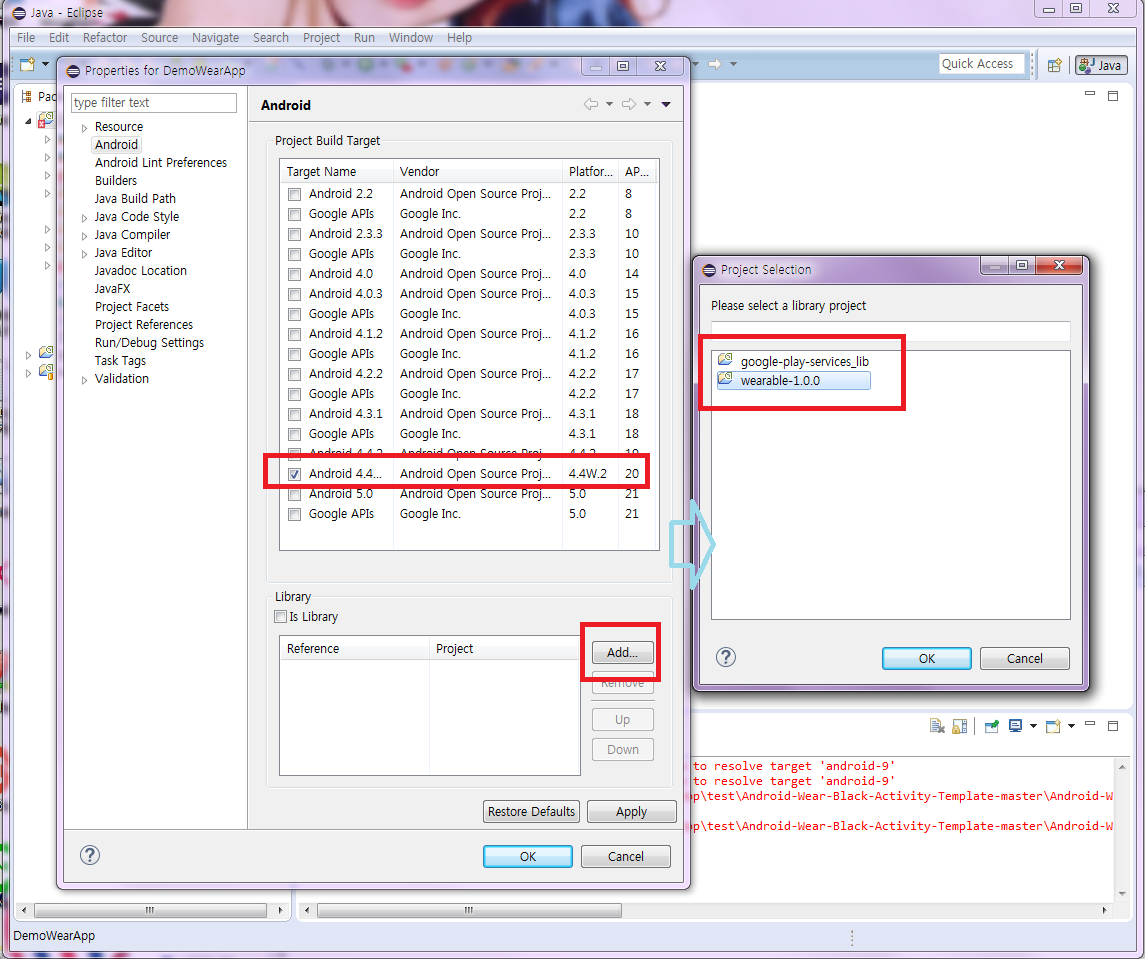 Java - Eclipse
File Edit Refactor Source Navigate Search Project Run Window Help
Quick Access
Java
Properties for DemoWearApp
type filter text
Resource
Android
Android Lint Preferences
Builders
Java Build Path
Java Code Style
Java Compiler
Java Editor
Javadoc Location
JavaFX
Project Facets
Project References
Run/Debug Settings
Task Tags
Validation
Android
Project Build Target
Target Name Vendor Platfor... AP...
Android 2.2 Android Open Source Proj... 2.2 8
Google APIs Google Inc. 2.2 8
Android 2.3.3 Android Open Source Proj... 2.3.3 10
Google APIs Google Inc. 2.3.3 10
Android 4.0 Android Open Source Proj... 4.0 14
Android 4.0.3 Android Open Source Proj... 4.0.3 15
Google APIs Google Inc. 4.0.3 15
Android 4.1.2 Android Open Source Proj... 4.1.2 16
Google APIs Google Inc. 4.1.2 16
Android 4.2.2 Android Open Source Proj... 4.2.2 17
Google APIs Google Inc. 4.2.2 17
Android 4.3.1 Android Open Source Proj... 4.3.1 18
Google APIs Google Inc. 4.3.1 18
Android 4.4.2 Android Open Source Proj... 4.4.2 19
Android 4.4... Android Open Source Proj... 4.4W.2 20
Android 5.0 Android Open Source Proj... 5.0 21
Google APIs Google Inc. 5.0 21
Library
Is Library
Reference Project
Add...
Remove
Up
Down
Restore Defaults Apply
OK Cancel
Project Selection
Please select a library project
google-play-services_lib
wearable-1.0.0
OK Cancel
to resolve target 'android-9'
to resolve target 'android-9'
p\test\Android-Wear-Black-Activity-Template-master\Android-W
p\test\Android-Wear-Black-Activity-Template-master\Android-W
DemoWearApp